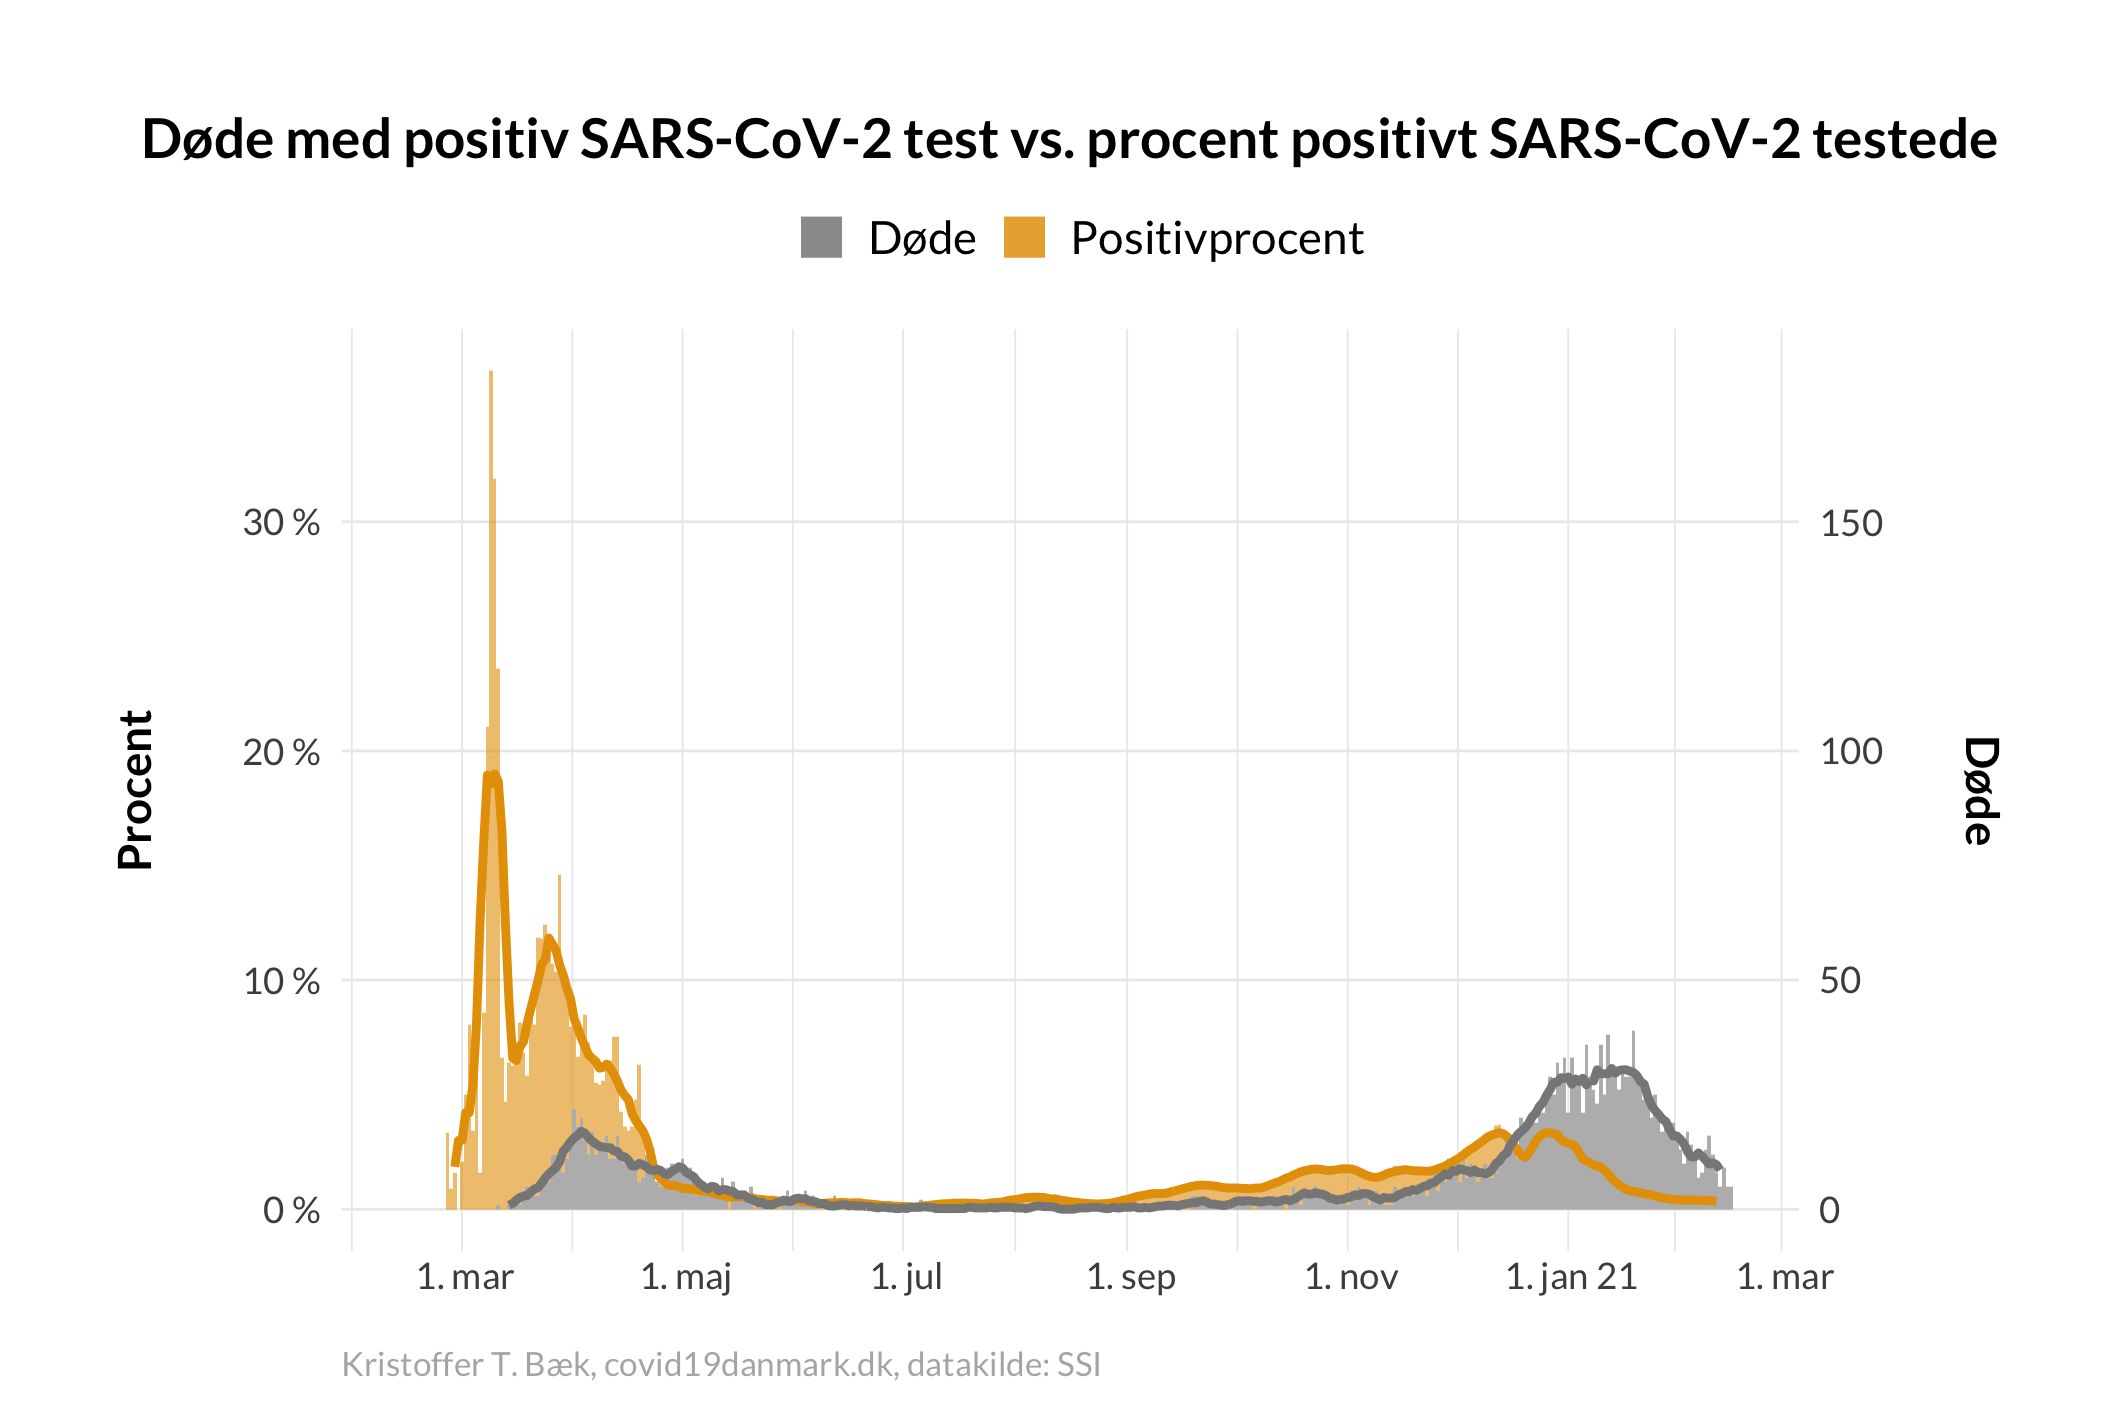 Døde med positiv SARS-CoV-2 test vs. procent positivt SARS-CoV-2 testede
Døde
Positivprocent
Procent
30 %
20 %
10 %
0 %
150
100
50
0
Døde
1. mar
1. maj
1. jul
1. sep
1. nov
1. jan 21
1. mar
Kristoffer T. Bæk, covid19danmark.dk, datakilde: SSI